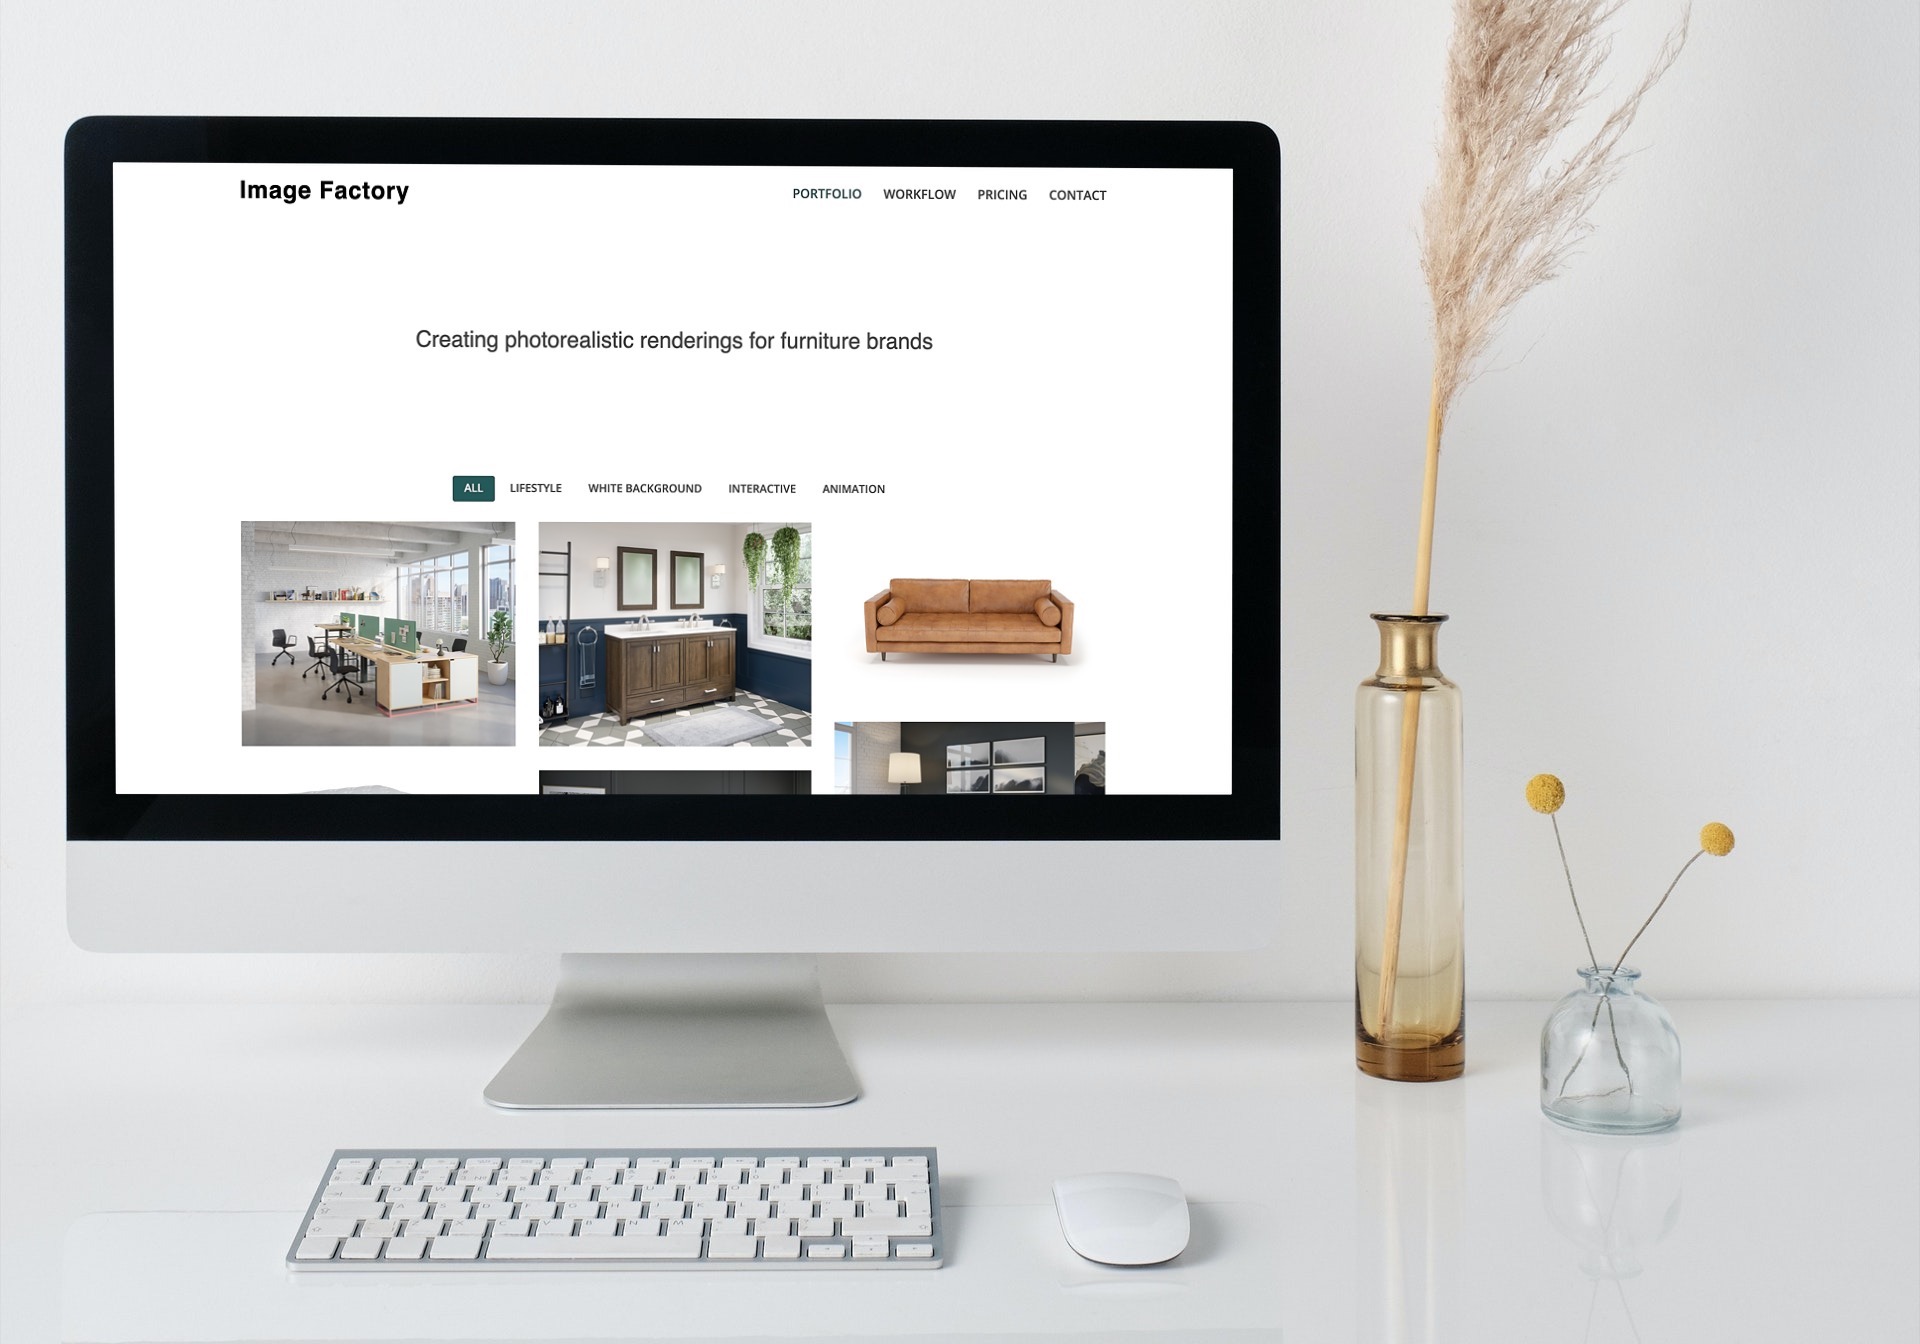 Image Factory
PORTFOLIO WORKFLOW PRICING CONTACT
Creating photorealistic renderings for furniture brands
ALL LIFESTYLE WHITE BACKGROUND INTERACTIVE ANIMATION